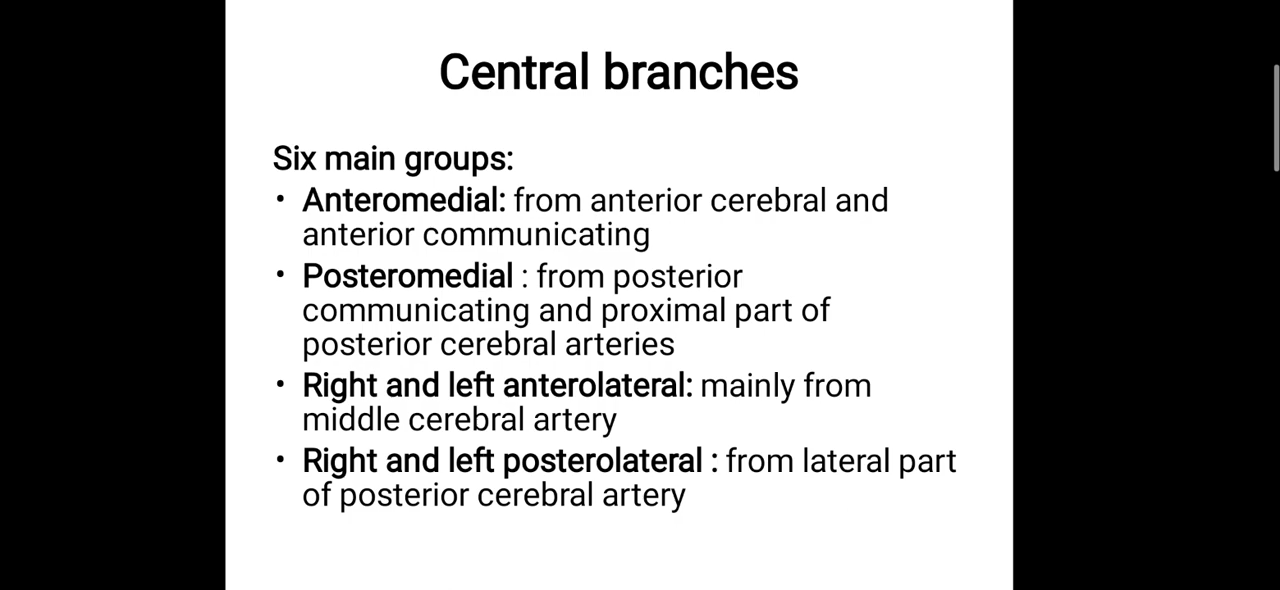 Central branches
Six main groups:
• Anteromedial: from anterior cerebral and
anterior communicating
• Posteromedial : from posterior
communicating and proximal part of
posterior cerebral arteries
• Right and left anterolateral: mainly from
middle cerebral artery
• Right and left posterolateral : from lateral part
of posterior cerebral artery